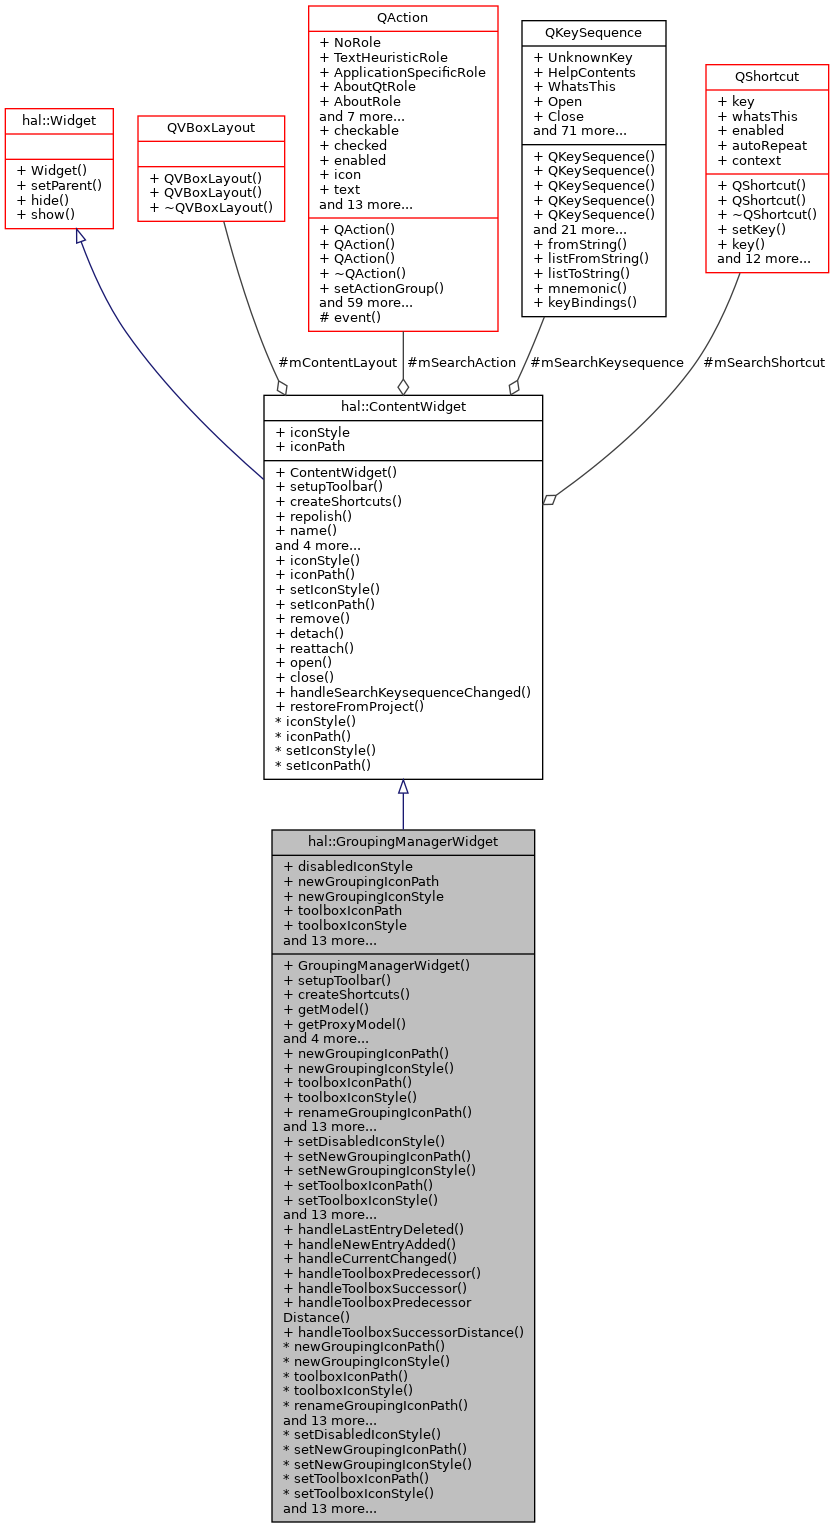 QAction
+ NoRole
+ TextHeuristicRole
+ ApplicationSpecificRole
+ AboutQtRole
+ AboutRole
and 7 more...
+ checkable
+ checked
+ enabled
+ icon
+ text
and 13 more...
+ QAction()
+ QAction()
+ QAction()
+ ~QAction()
+ setActionGroup()
and 59 more...
# event()
QKeySequence
+ UnknownKey
+ HelpContents
+ WhatsThis
+ Open
+ Close
and 71 more...
+ QKeySequence()
+ QKeySequence()
+ QKeySequence()
+ QKeySequence()
+ QKeySequence()
and 21 more...
+ fromString()
+ listFromString()
+ listToString()
+ mnemonic()
+ keyBindings()
QShortcut
+ key
+ whatsThis
+ enabled
+ autoRepeat
+ context
+ QShortcut()
+ QShortcut()
+ ~QShortcut()
+ setKey()
+ key()
and 12 more...
hal::Widget
+ Widget()
+ setParent()
+ hide()
+ show()
QVBoxLayout
+ QVBoxLayout()
+ QVBoxLayout()
+ ~QVBoxLayout()
#mContentLayout
#mSearchAction
#mSearchKeysequence
#mSearchShortcut
hal::ContentWidget
+ iconStyle
+ iconPath
+ ContentWidget()
+ setupToolbar()
+ createShortcuts()
+ repolish()
+ name()
and 4 more...
+ iconStyle()
+ iconPath()
+ setIconStyle()
+ setIconPath()
+ remove()
+ detach()
+ reattach()
+ open()
+ close()
+ handleSearchKeysequenceChanged()
+ restoreFromProject()
* iconStyle()
* iconPath()
* setIconStyle()
* setIconPath()
hal::GroupingManagerWidget
+ disabledIconStyle
+ newGroupingIconPath
+ newGroupingIconStyle
+ toolboxIconPath
+ toolboxIconStyle
and 13 more...
+ GroupingManagerWidget()
+ setupToolbar()
+ createShortcuts()
+ getModel()
+ getProxyModel()
and 4 more...
+ newGroupingIconPath()
+ newGroupingIconStyle()
+ toolboxIconPath()
+ toolboxIconStyle()
+ renameGroupingIconPath()
and 13 more...
+ setDisabledIconStyle()
+ setNewGroupingIconPath()
+ setNewGroupingIconStyle()
+ setToolboxIconPath()
+ setToolboxIconStyle()
and 13 more...
+ handleLastEntryDeleted()
+ handleNewEntryAdded()
+ handleCurrentChanged()
+ handleToolboxPredecessor()
+ handleToolboxSuccessor()
+ handleToolboxPredecessor
Distance()
+ handleToolboxSuccessorDistance()
* newGroupingIconPath()
* newGroupingIconStyle()
* toolboxIconPath()
* toolboxIconStyle()
* renameGroupingIconPath()
and 13 more...
* setDisabledIconStyle()
* setNewGroupingIconPath()
* setNewGroupingIconStyle()
* setToolboxIconPath()
* setToolboxIconStyle()
and 13 more...